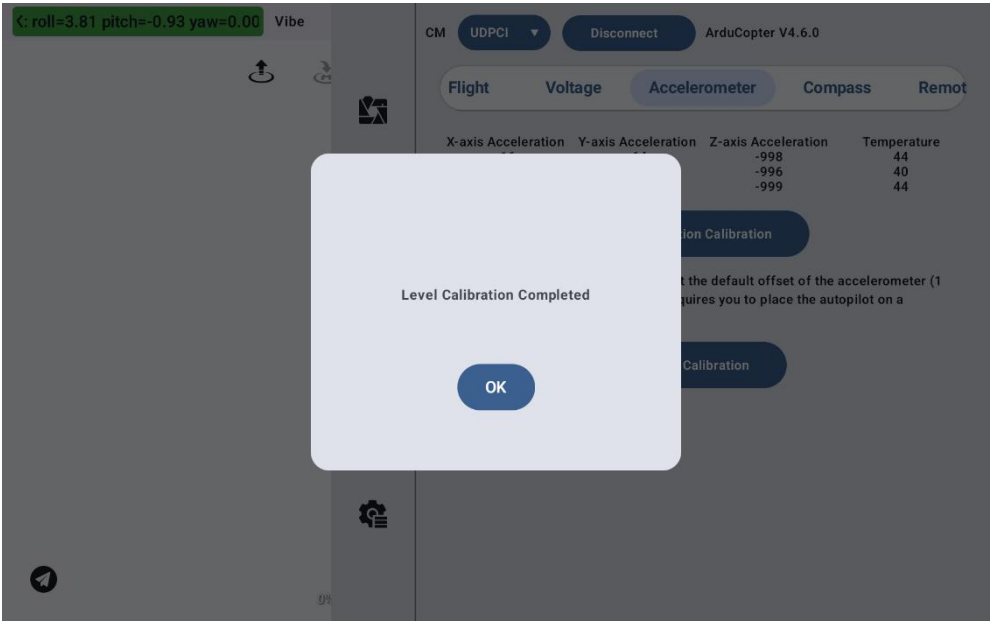 K: roll=3.81 pitch=-0.93 yaw=0.00 Vibe
CM UDPCI Disconnect ArduCopter V4.6.0
Flight Voltage Accelerometer Compass Remot
X-axis Acceleration Y-axis Acceleration Z-axis Acceleration Temperature
-998 44
-996 40
-999 44
ion Calibration
t the default offset of the accelerometer (1
quires you to place the autopilot on a
Level Calibration Completed
Calibration
OK
0%